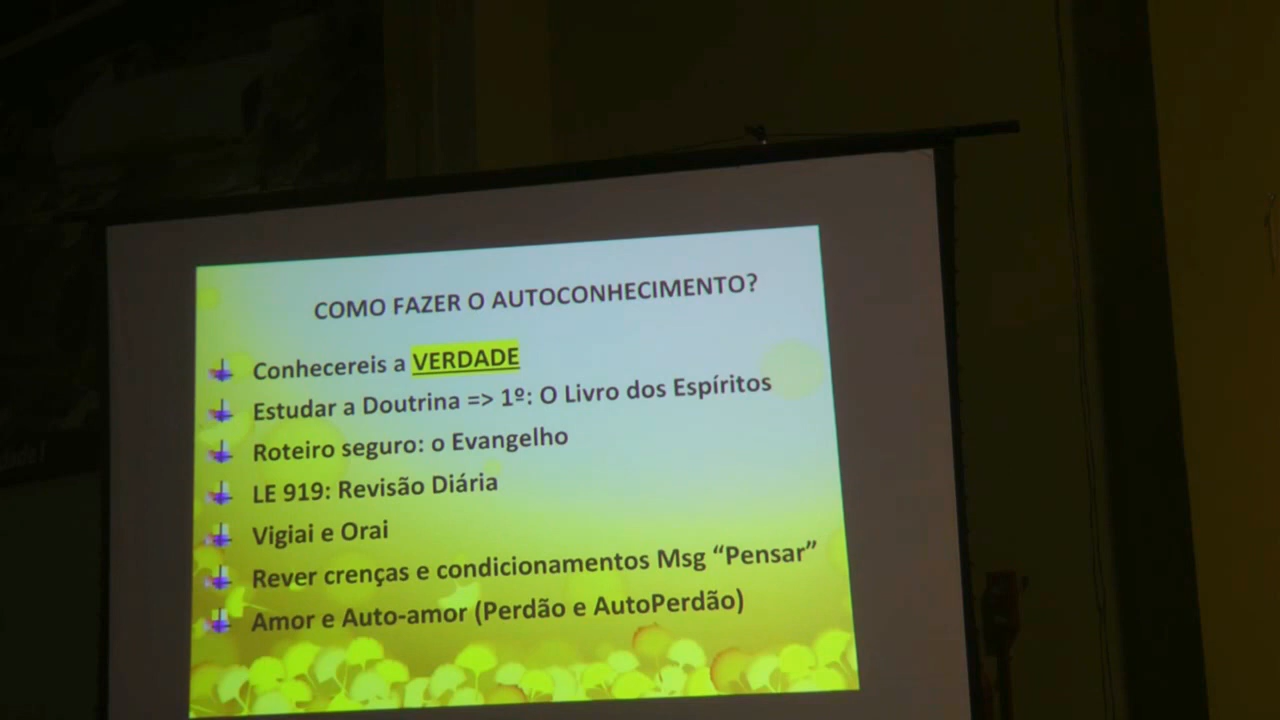 COMO FAZER O AUTOCONHECIMENTO?
Conhecereis a VERDADE
Estudar a Doutrina => 1º: O Livro dos Espíritos
Roteiro seguro: o Evangelho
LE 919: Revisão Diária
Vigiai e Orai
Rever crenças e condicionamentos Msg “Pensar”
Amor e Auto-amor (Perdão e AutoPerdão)